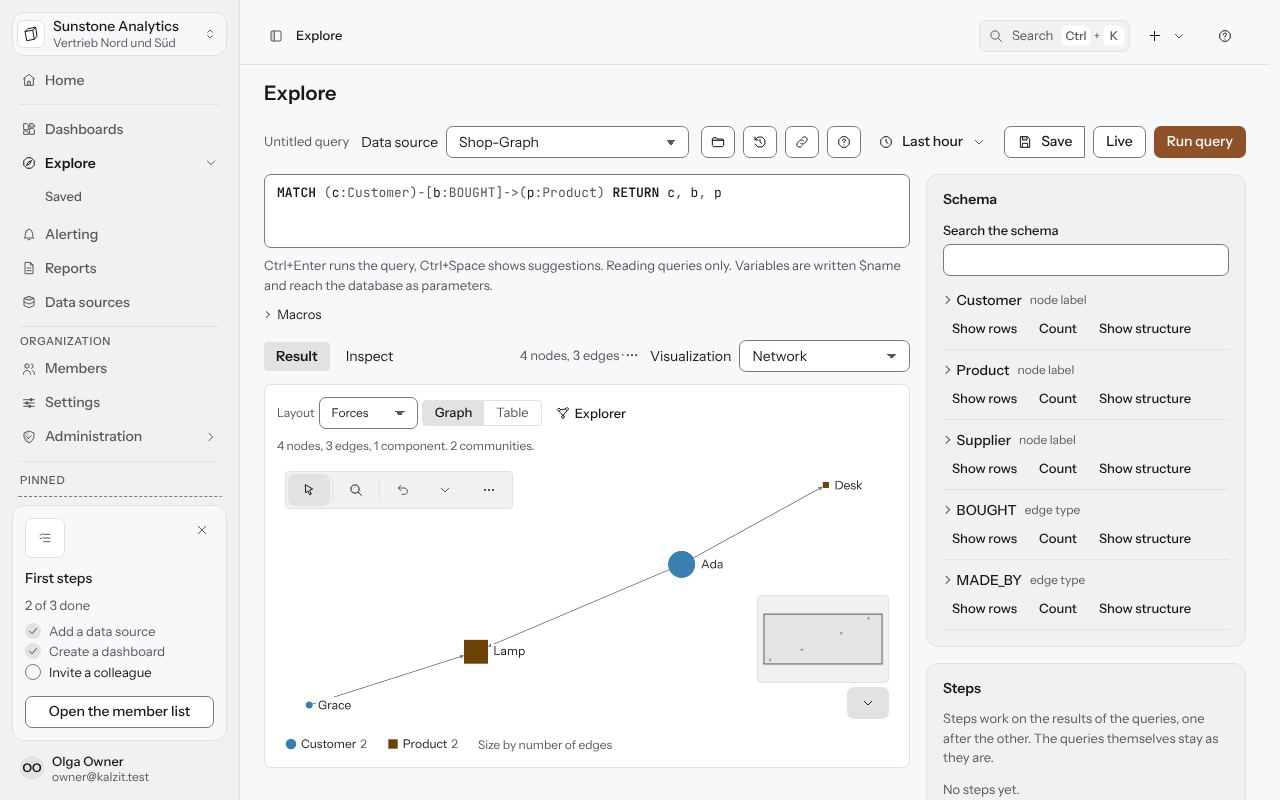 Sunstone Analytics
Vertrieb Nord und Süd
Home
Dashboards
Explore
Saved
Alerting
Reports
Data sources
ORGANIZATION
Members
Settings
Administration
PINNED
First steps
2 of 3 done
Add a data source
Create a dashboard
Invite a colleague
Open the member list
OO
Olga Owner
owner@kalzit.test
Explore
Search Ctrl + K
Explore
Untitled query Data source Shop-Graph Last hour Save Live Run query
MATCH (c:Customer)-[b:BOUGHT]->(p:Product) RETURN c, b, p
Ctrl+Enter runs the query, Ctrl+Space shows suggestions. Reading queries only. Variables are written $name
and reach the database as parameters.
Macros
Result Inspect 4 nodes, 3 edges · ··· Visualization Network
Layout Forces Graph Table Explorer
4 nodes, 3 edges, 1 component. 2 communities.
Desk
Ada
Lamp
Grace
Customer 2 Product 2 Size by number of edges
Schema
Search the schema
Customer node label
Show rows Count Show structure
Product node label
Show rows Count Show structure
Supplier node label
Show rows Count Show structure
BOUGHT edge type
Show rows Count Show structure
MADE_BY edge type
Show rows Count Show structure
Steps
Steps work on the results of the queries, one
after the other. The queries themselves stay as
they are.
No steps yet.